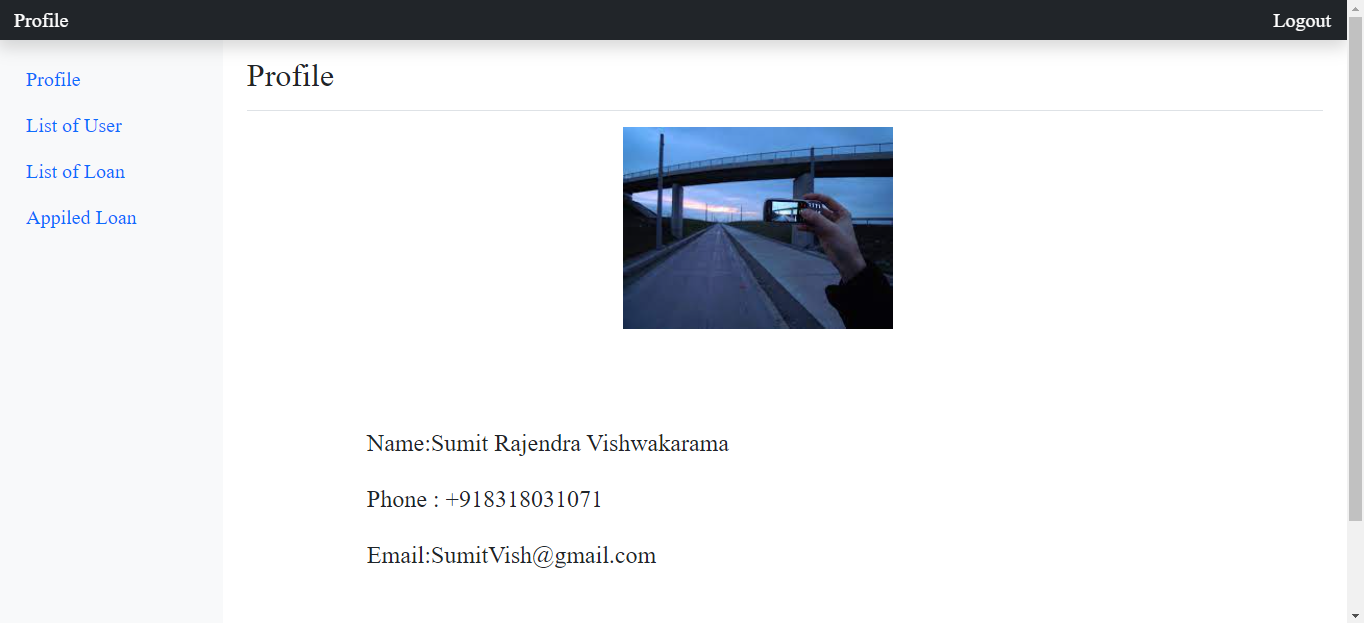 Profile Logout
Profile
List of User
List of Loan
Appiled Loan
Profile
Name:Sumit Rajendra Vishwakarama
Phone : +918318031071
Email:SumitVish@gmail.com